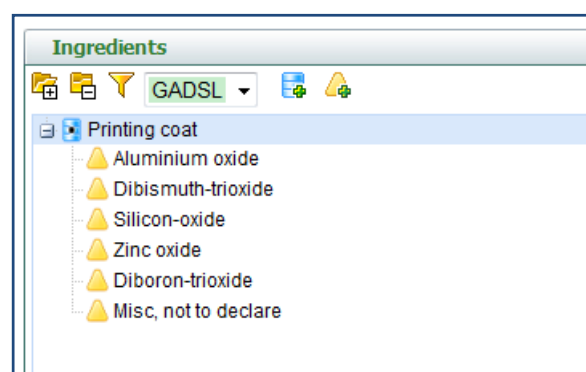 Ingredients
GADSL
Printing coat
Aluminium oxide
Dibismuth-trioxide
Silicon-oxide
Zinc oxide
Diboron-trioxide
Misc, not to declare